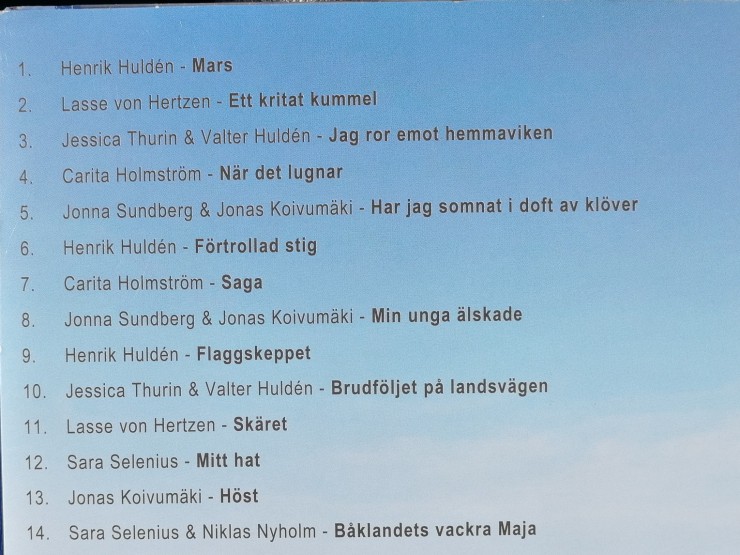 1. Henrik Huldén - Mars
2. Lasse von Hertzen - Ett kritat kummel
3. Jessica Thurin & Valter Huldén - Jag ror emot hemmaviken
4. Carita Holmström - När det lugnar
5. Jonna Sundberg & Jonas Koivumäki - Har jag somnat i doft av klöver
6. Henrik Huldén - Förtrollad stig
7. Carita Holmström - Saga
8. Jonna Sundberg & Jonas Koivumäki - Min unga älskade
9. Henrik Huldén - Flaggskeppet
10. Jessica Thurin & Valter Huldén - Brudföljet på landsvägen
11. Lasse von Hertzen - Skäret
12. Sara Selenius - Mitt hat
13. Jonas Koivumäki - Höst
14. Sara Selenius & Niklas Nyholm - Båklandets vackra Maja